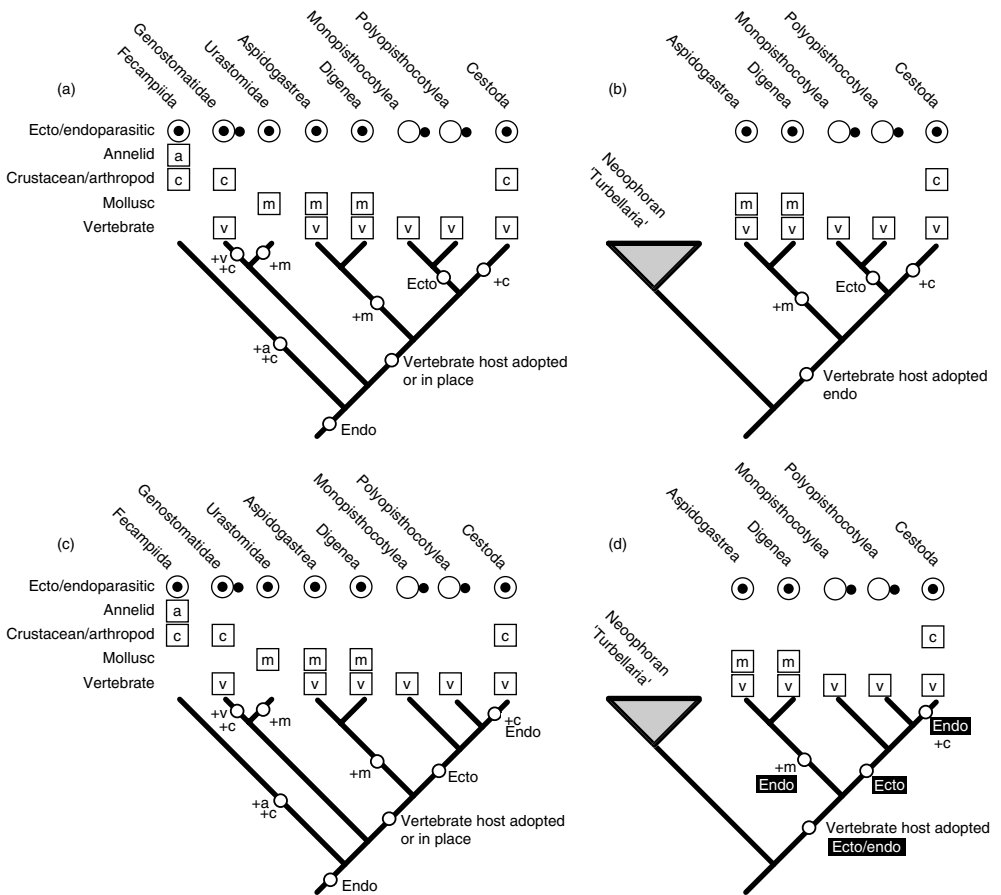 (a)
Fecampiida
Genostomatidae
Urastomidae
Aspidogastrea
Digenea
Monopisthocotylea
Polyopisthocotylea
Cestoda
Ecto/endoparasitic
Annelid a
Crustacean/arthropod c c c
Mollusc m m m
Vertebrate v v v v v v
+v
+c
+m
Ecto
+c
+m
+a
+c
Vertebrate host adopted
or in place
Endo
(b)
Aspidogastrea
Digenea
Monopisthocotylea
Polyopisthocotylea
Cestoda
Neoophoran
'Turbellaria'
c
m m
v v v v v
Ecto
+c
+m
Vertebrate host adopted
endo
(c)
Fecampiida
Genostomatidae
Urastomidae
Aspidogastrea
Digenea
Monopisthocotylea
Polyopisthocotylea
Cestoda
Ecto/endoparasitic
Annelid a
Crustacean/arthropod c c c
Mollusc m m m
Vertebrate v v v v v v
+v
+c
+m
+c
Endo
+m
Ecto
+a
+c
Vertebrate host adopted
or in place
Endo
(d)
Aspidogastrea
Digenea
Monopisthocotylea
Polyopisthocotylea
Cestoda
Neoophoran
'Turbellaria'
c
m m
v v v v v
Endo
+c
+m
Endo
Ecto
Vertebrate host adopted
Ecto/endo